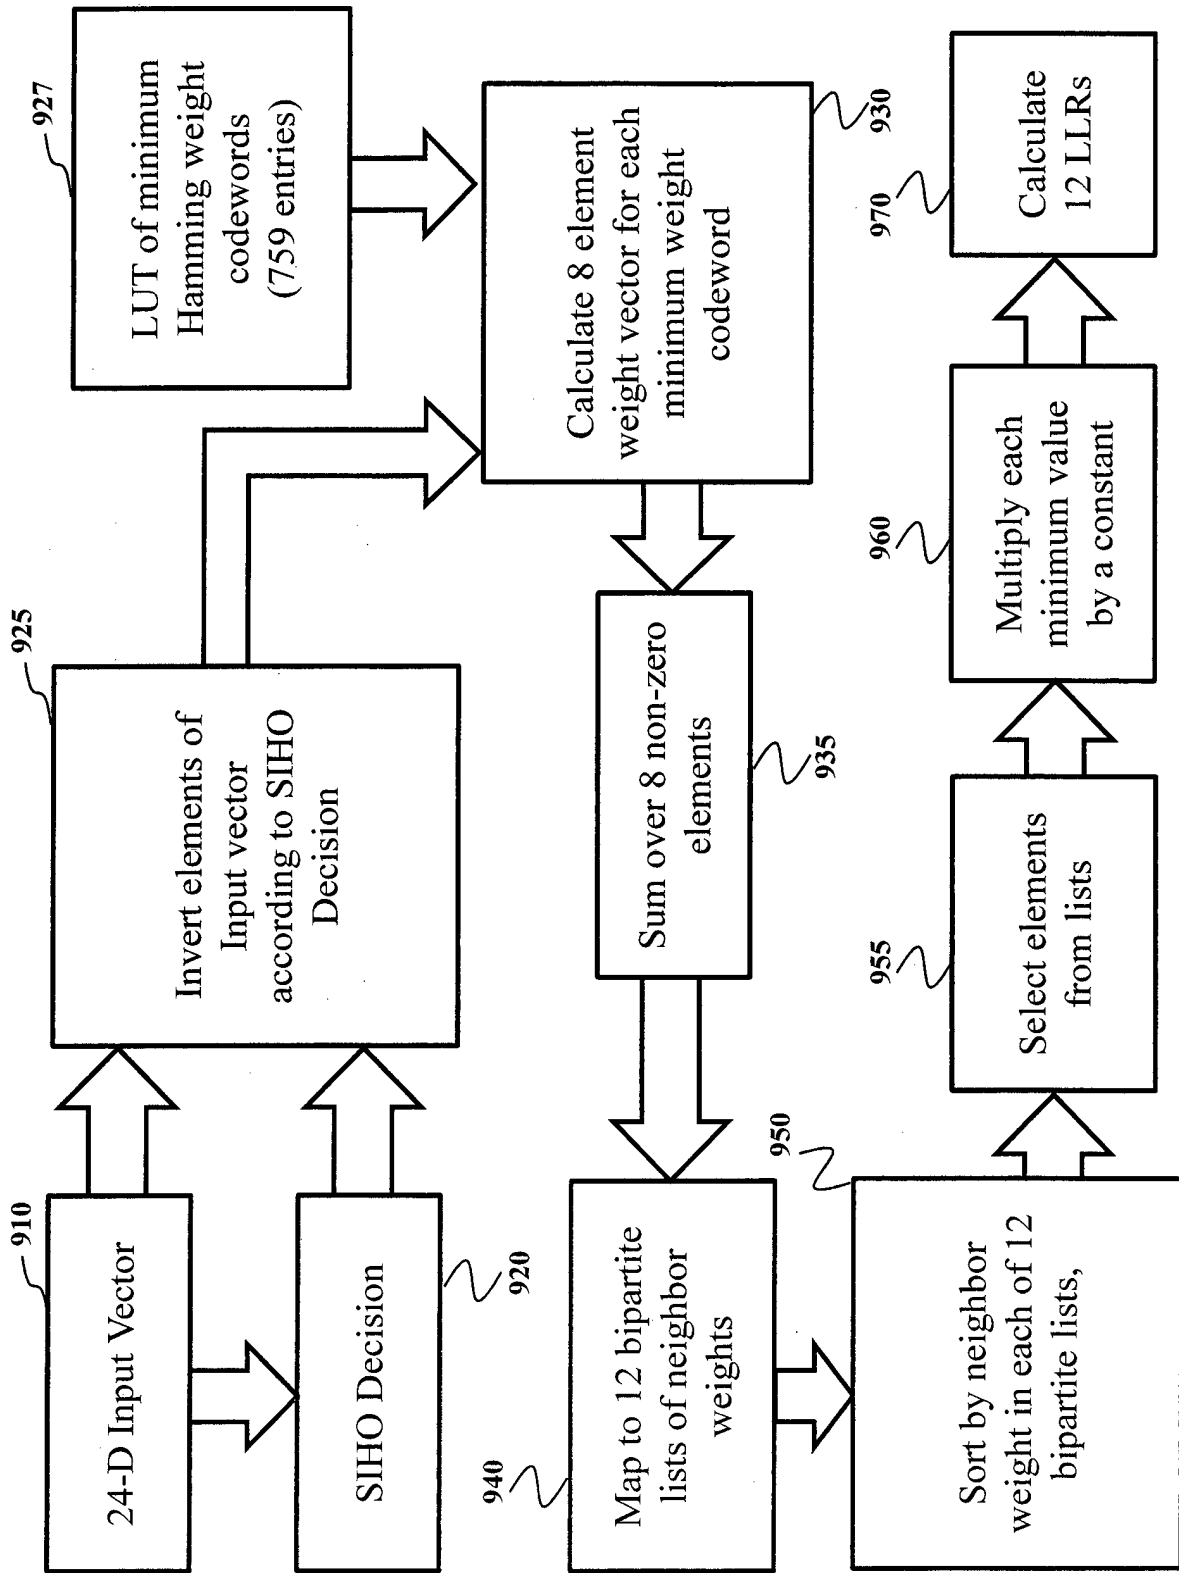 910
24-D Input Vector
SIHO Decision
920
925
Invert elements of
Input vector
according to SIHO
Decision
927
LUT of minimum
Hamming weight
codewords
(759 entries)
Calculate 8 element
weight vector for each
minimum weight
codeword
930
Sum over 8 non-zero
elements
935
940
Map to 12 bipartite
lists of neighbor
weights
950
Sort by neighbor
weight in each of 12
bipartite lists,
955
Select elements
from lists
960
Multiply each
minimum value
by a constant
970
Calculate
12 LLRs